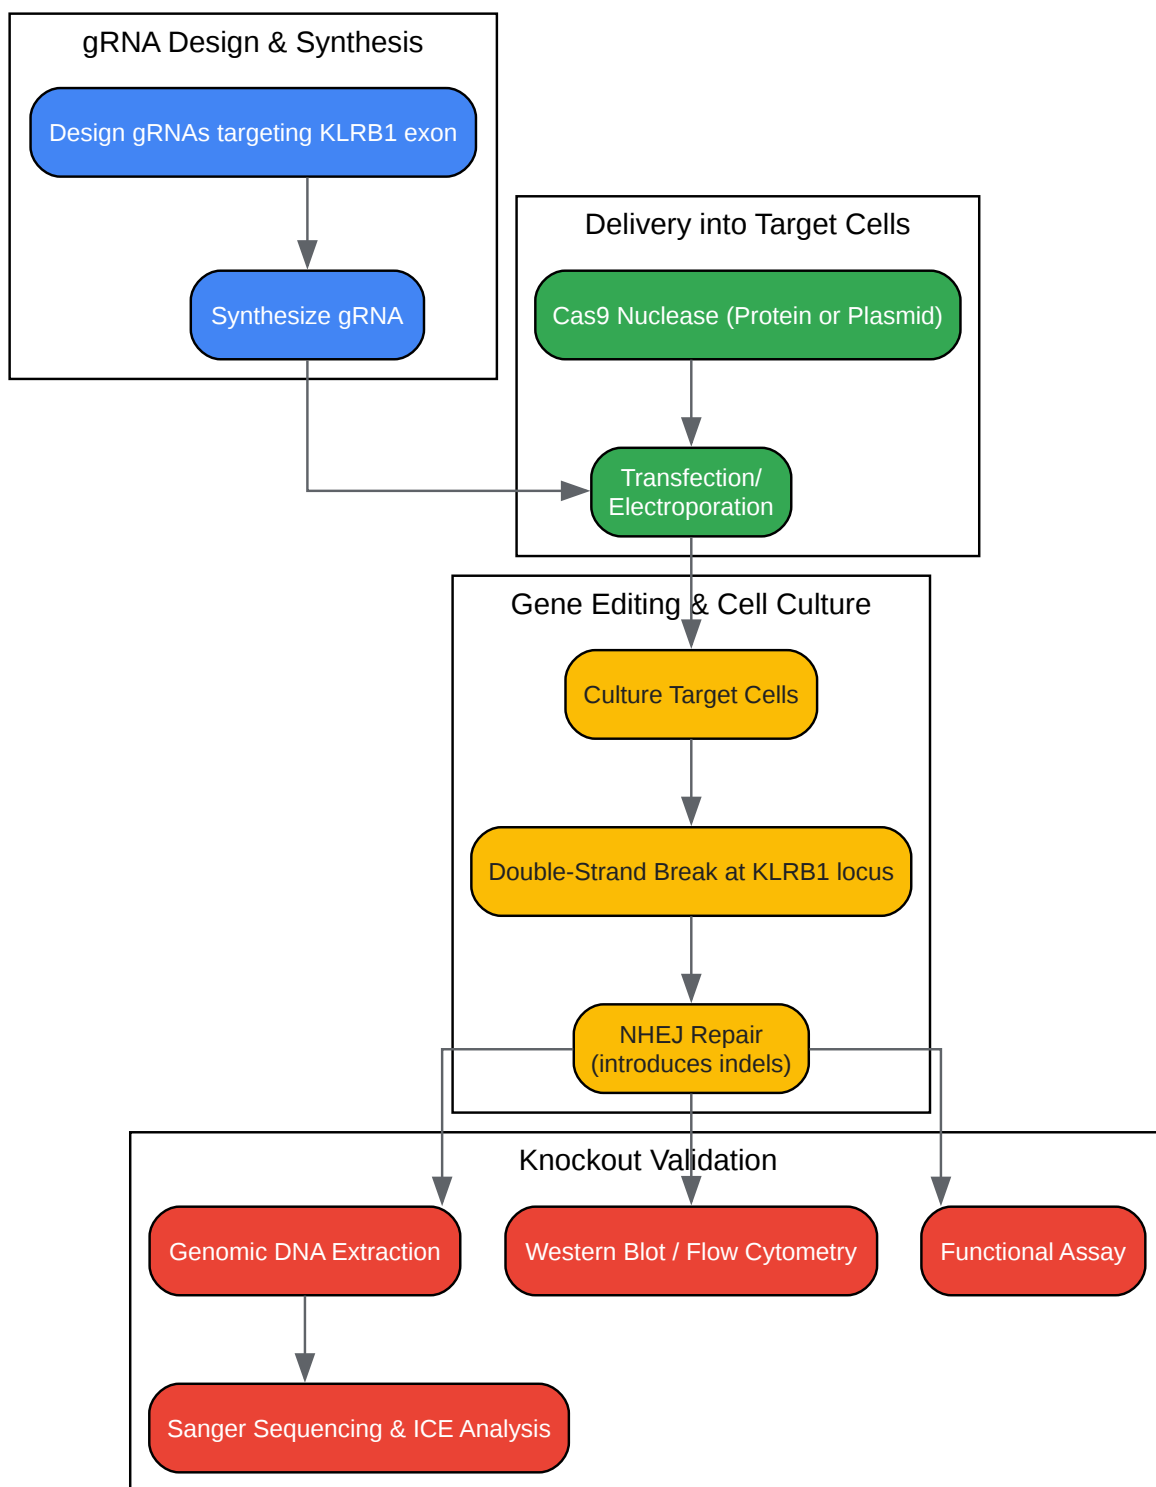 gRNA Design & Synthesis
Design gRNAs targeting KLRB1 exon
Synthesize gRNA
Delivery into Target Cells
Cas9 Nuclease (Protein or Plasmid)
Transfection/
Electroporation
Gene Editing & Cell Culture
Culture Target Cells
Double-Strand Break at KLRB1 locus
NHEJ Repair
(introduces indels)
Knockout Validation
Genomic DNA Extraction
Western Blot / Flow Cytometry
Functional Assay
Sanger Sequencing & ICE Analysis